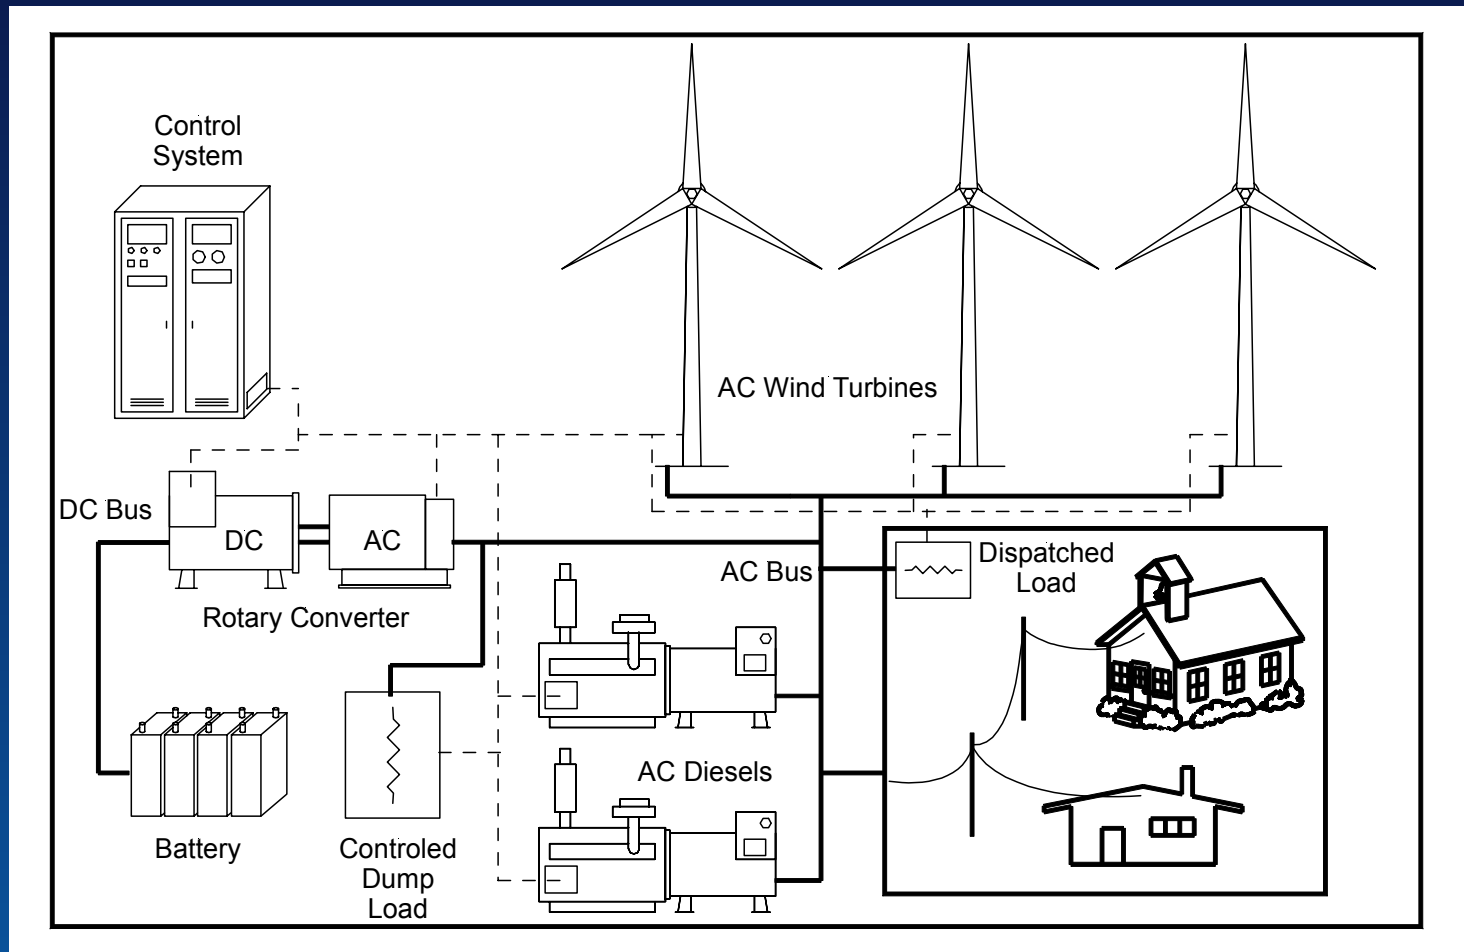 Control
System
AC Wind Turbines
DC Bus
DC
AC
Rotary Converter
AC Bus
Dispatched
Load
AC Diesels
Battery
Controled
Dump
Load